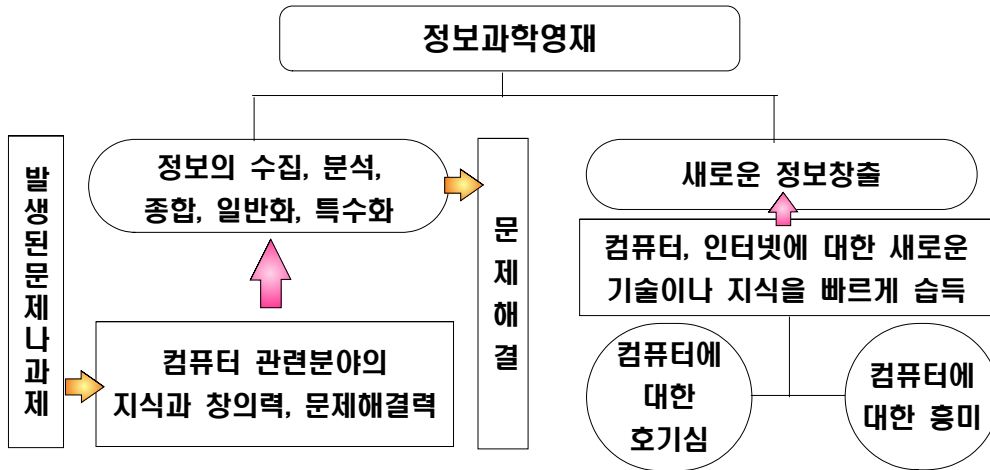 정보과학영재
발생된문제나과제
정보의 수집, 분석,
종합, 일반화, 특수화
컴퓨터 관련분야의
지식과 창의력, 문제해결력
문제해결
새로운 정보창출
컴퓨터, 인터넷에 대한 새로운
기술이나 지식을 빠르게 습득
컴퓨터에
대한
호기심
컴퓨터에
대한 흥미